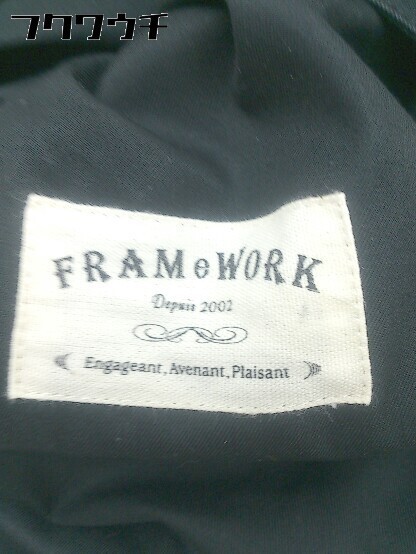 フクワウチ
FRAMeWORK
Depuis 2002
Engageant, Avenant, Plaisant